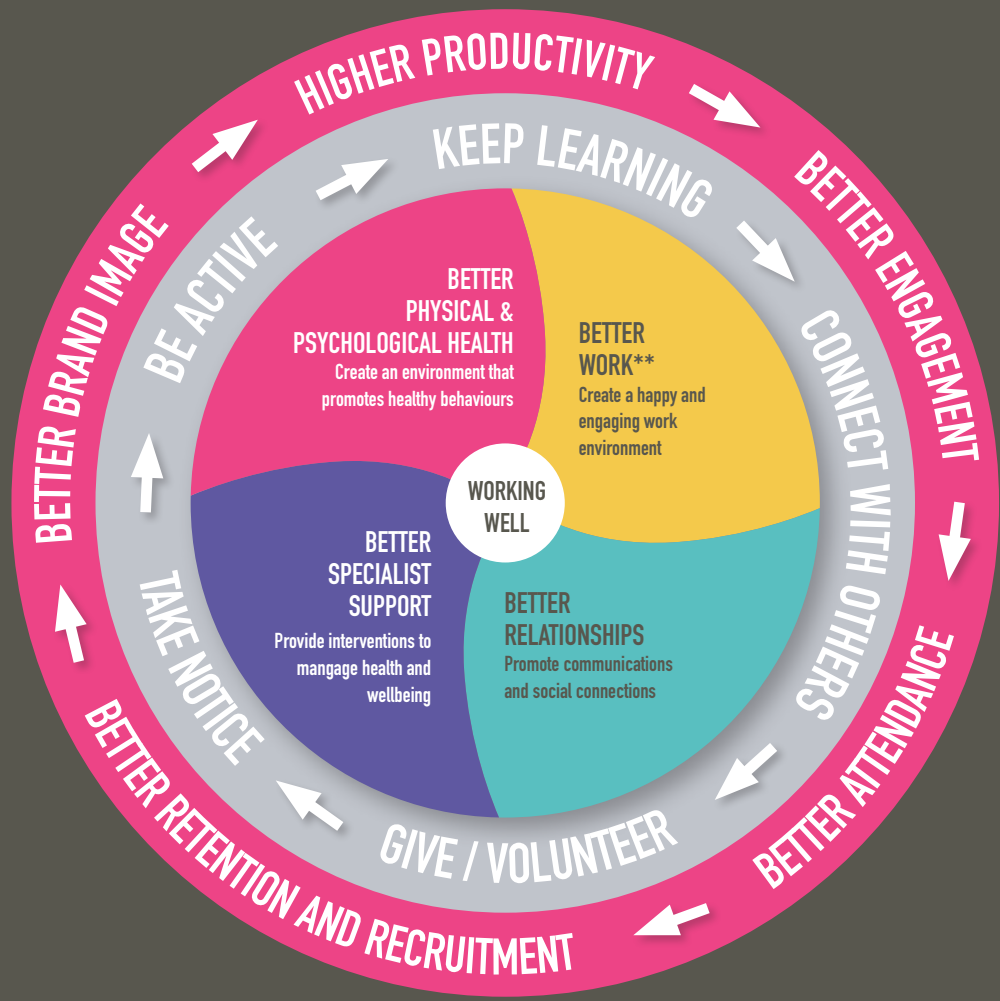 HIGHER PRODUCTIVITY
BETTER ENGAGEMENT
BETTER ATTENDANCE
BETTER RETENTION AND RECRUITMENT
BETTER BRAND IMAGE
KEEP LEARNING
CONNECT WITH OTHERS
GIVE / VOLUNTEER
TAKE NOTICE
BE ACTIVE
BETTER
PHYSICAL &
PSYCHOLOGICAL HEALTH
Create an environment that
promotes healthy behaviours
BETTER
WORK**
Create a happy and
engaging work
environment
WORKING
WELL
BETTER
SPECIALIST
SUPPORT
Provide interventions to
mangage health and
wellbeing
BETTER
RELATIONSHIPS
Promote communications
and social connections